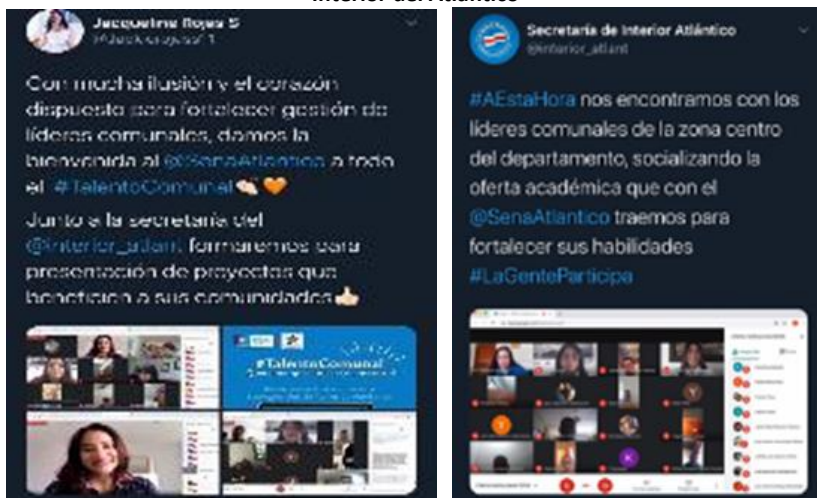 Interior del Atlántico
Jacqueline Rojas S
Con mucha ilusión y el corazón
dispuesto para fortalecer gestión de
líderes comunales, damos la
bienvenida al @SenaAtlantico a todo
el #TalentoComunal
Junto a la secretaría del
@interior_atlant formaremos para
presentación de proyectos que
beneficien a sus comunidades
#TalentoComunal
Secretaría de Interior Atlántico
@interior_atlant
#AEstaHora nos encontramos con los
líderes comunales de la zona centro
del departamento, socializando la
oferta académica que con el
@SenaAtlantico traemos para
fortalecer sus habilidades
#LaGenteParticipa